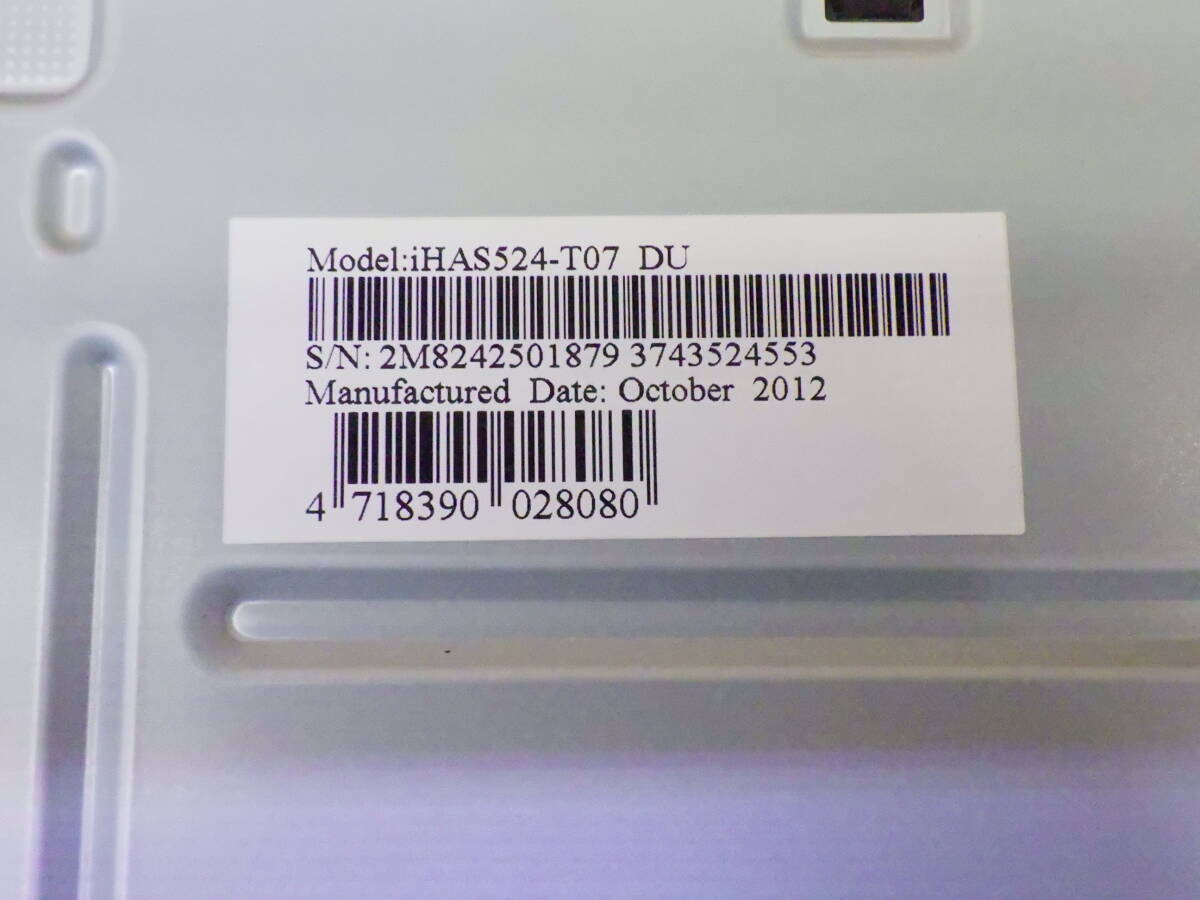 Model:iHAS524-T07 DU
S/N: 2M8242501879 3743524553
Manufactured Date: October 2012
4 718390 028080